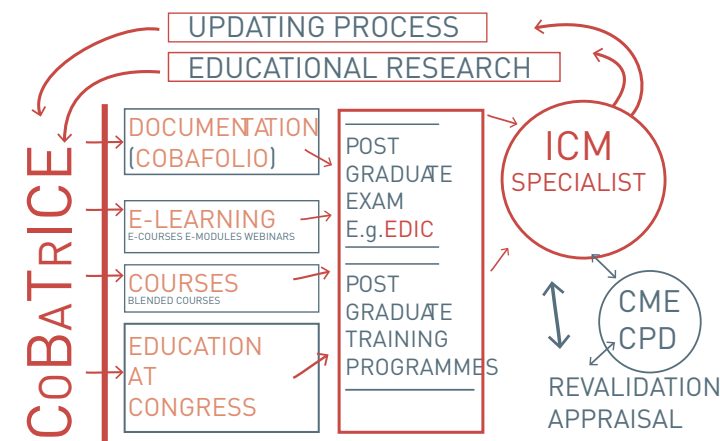 UPDATING PROCESS
EDUCATIONAL RESEARCH
CoBaTrICE
DOCUMENTATION
(COBAFOLIO)
E-LEARNING
E-COURSES E-MODULES WEBINARS
COURSES
BLENDED COURSES
EDUCATION
AT
CONGRESS
POST
GRADUATE
EXAM
E.g.EDIC
POST
GRADUATE
TRAINING
PROGRAMMES
ICM
SPECIALIST
CME
CPD
REVALIDATION
APPRAISAL